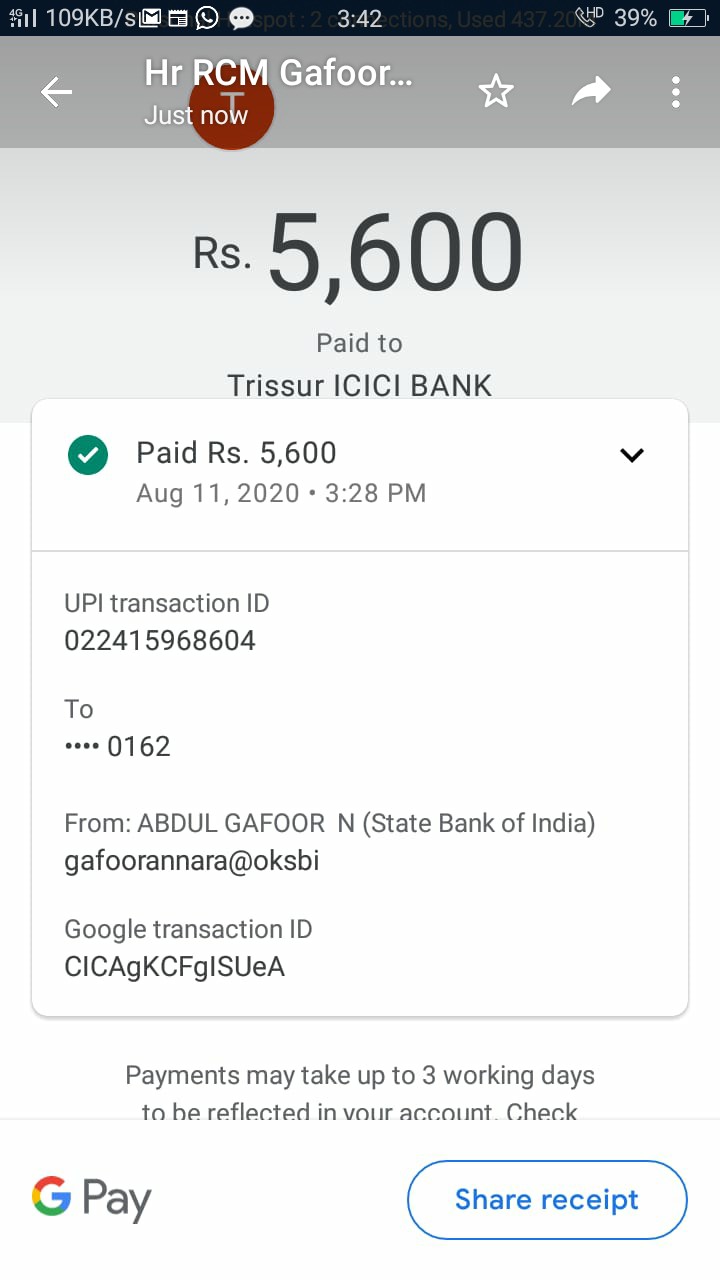 4G 109KB/s spot : 2 connections, Used 437.20 3:42 HD 39%
Hr RCM Gafoor...
Just now
T
Rs. 5,600
Paid to
Trissur ICICI BANK
Paid Rs. 5,600
Aug 11, 2020 • 3:28 PM
UPI transaction ID
022415968604
To
•••• 0162
From: ABDUL GAFOOR N (State Bank of India)
gafoorannara@oksbi
Google transaction ID
CICAgKCFgISUeA
Payments may take up to 3 working days
to be reflected in your account. Check
G Pay
Share receipt